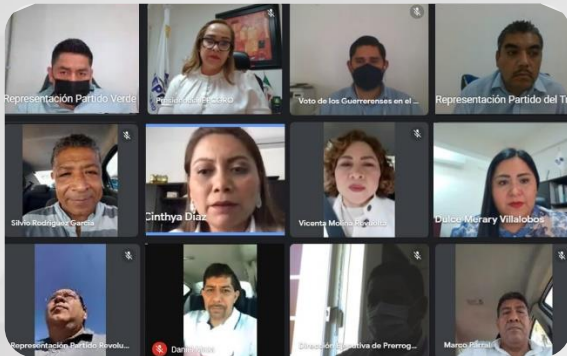 Representación Partido Verde
Voto de los Guerrerenses en el ...
Representación Partido del T
Silvio Rodríguez García
Cinthya Díaz
Vicenta Molina
Dulce Merary Villalobos
Representación Partido Revolu...
Dirección Ejecutiva de Prerrog...
Marco Parral